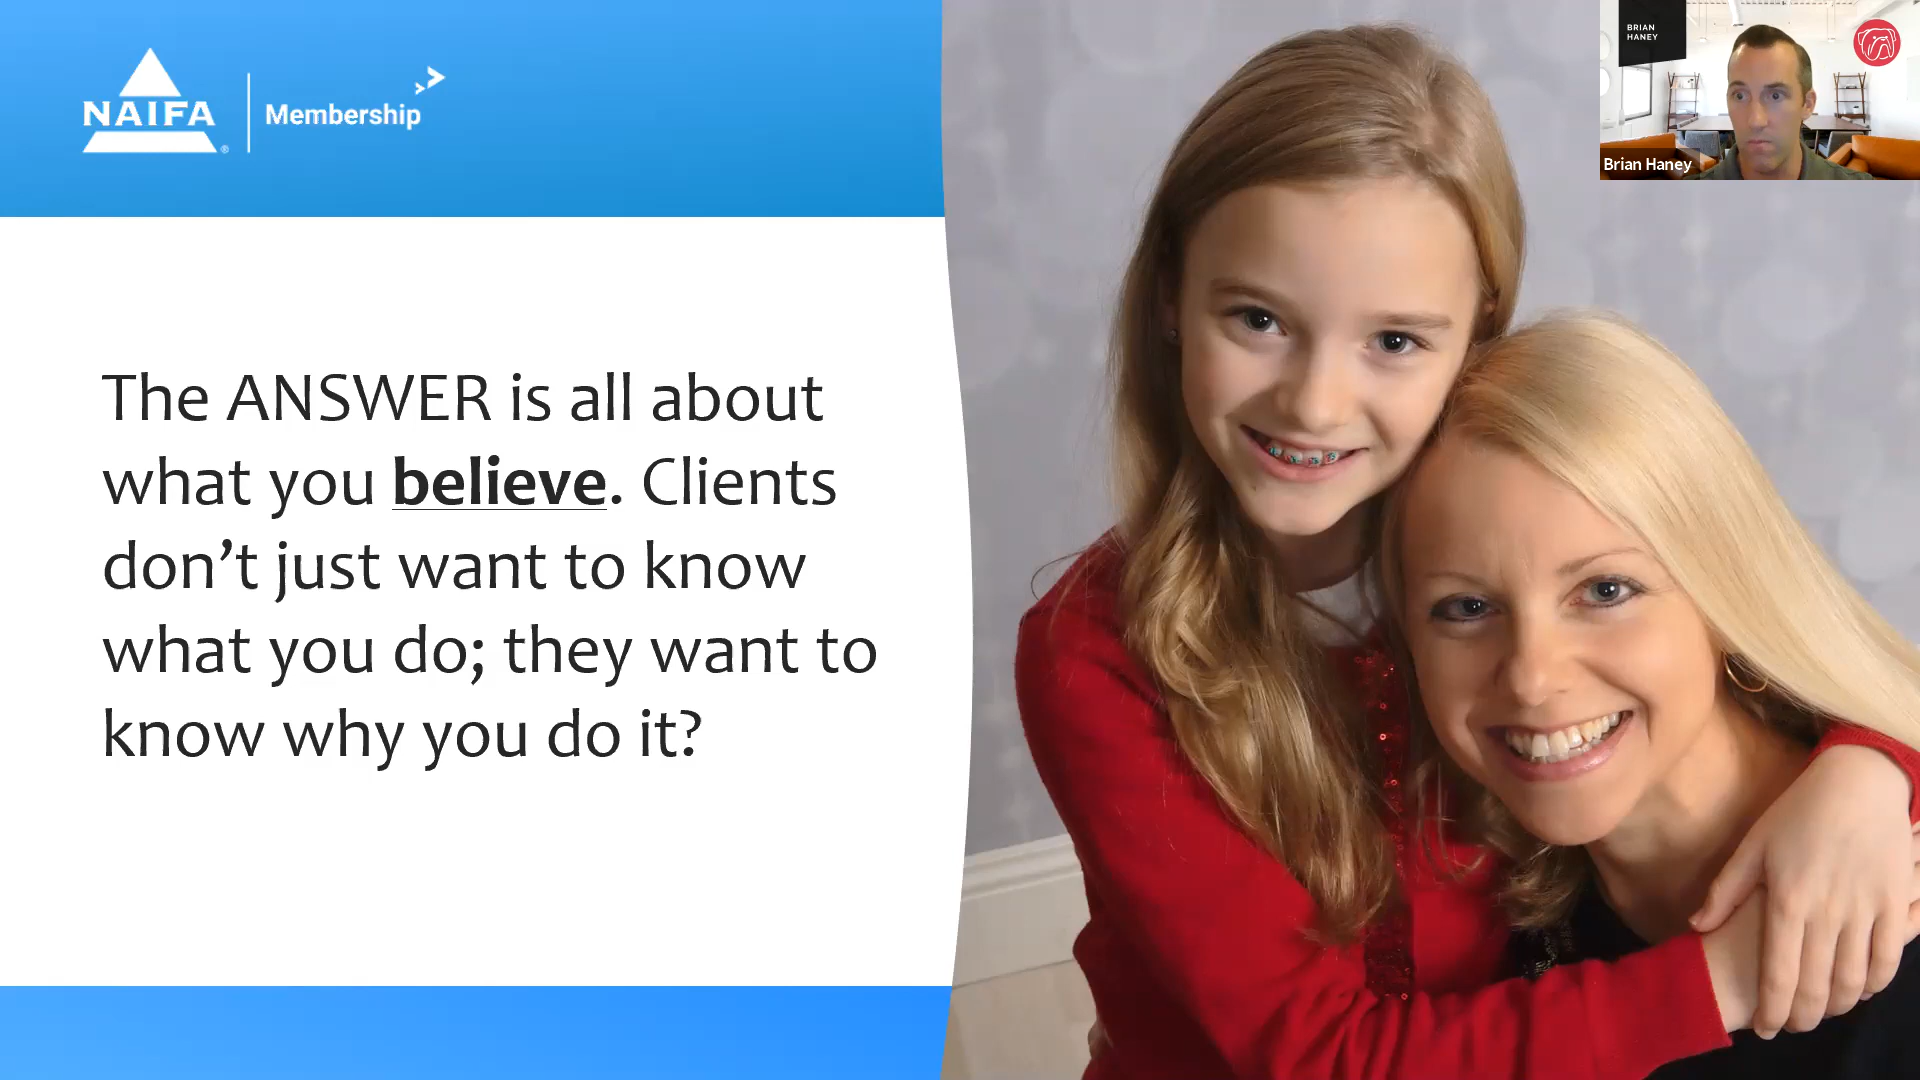 NAIFA
®
Membership
The ANSWER is all about
what you believe. Clients
don’t just want to know
what you do; they want to
know why you do it?
BRIAN
HANEY
Brian Haney